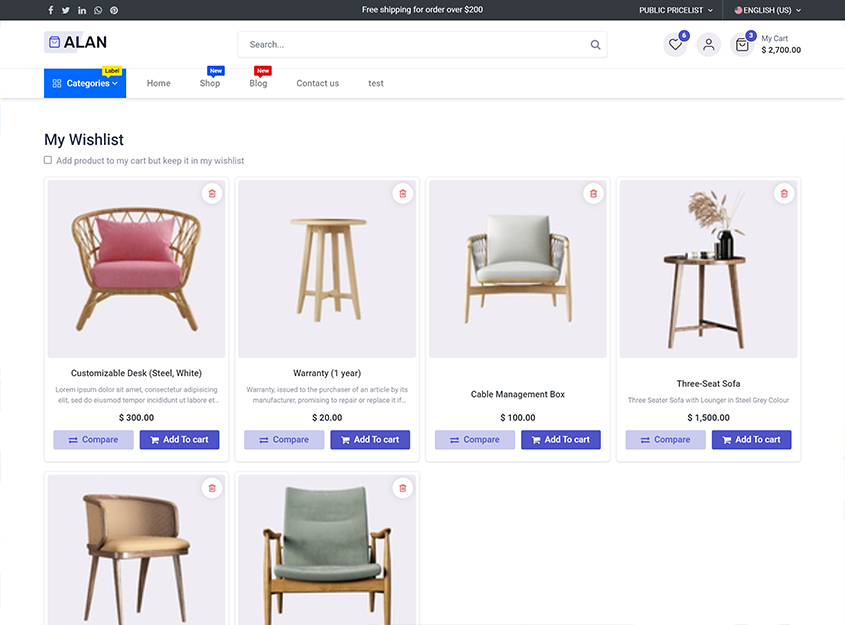 Free shipping for order over $200
PUBLIC PRICELIST
ENGLISH (US)
ALAN
Search...
6
3
My Cart
$ 2,700.00
Label
New
New
Categories
Home
Shop
Blog
Contact us
test
My Wishlist
Add product to my cart but keep it in my wishlist
Customizable Desk (Steel, White)
Lorem ipsum dolor sit amet, consectetur adipisicing
elit, sed do eiusmod tempor incididunt ut labore et...
$ 300.00
Compare
Add To cart
Warranty (1 year)
Warranty, issued to the purchaser of an article by its
manufacturer, promising to repair or replace it if...
$ 20.00
Compare
Add To cart
Cable Management Box
$ 100.00
Compare
Add To cart
Three-Seat Sofa
Three Seater Sofa with Lounger in Steel Grey Colour
$ 1,500.00
Compare
Add To cart